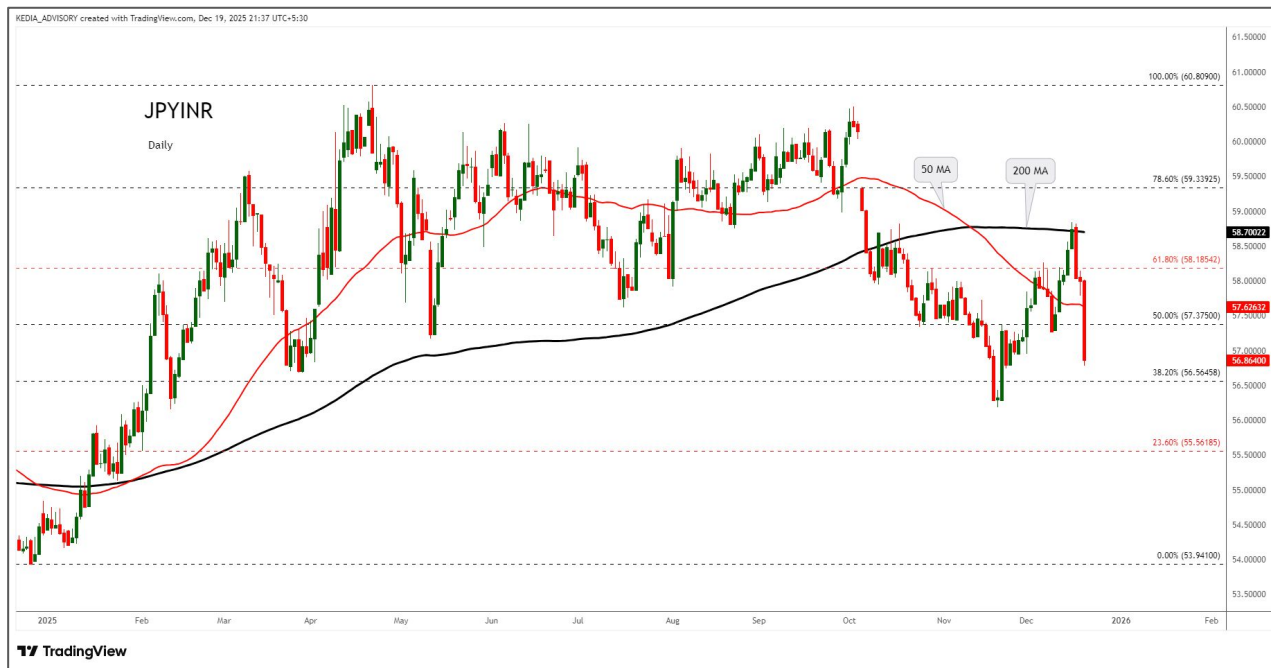 KEDIA_ADVISORY created with TradingView.com, Dec 19, 2025 21:37 UTC+5:30
JPYINR
Daily
100.00% (60.80900)
78.60% (59.33925)
61.80% (58.18542)
50.00% (57.37500)
38.20% (56.56458)
23.60% (55.56185)
0.00% (53.94100)
50 MA
200 MA
61.50000
61.00000
60.50000
60.00000
59.50000
59.00000
58.70022
58.50000
58.00000
57.62632
57.50000
57.00000
56.86400
56.50000
56.00000
55.50000
55.00000
54.50000
54.00000
53.50000
2025
Feb
Mar
Apr
May
Jun
Jul
Aug
Sep
Oct
Nov
Dec
2026
Feb
TradingView